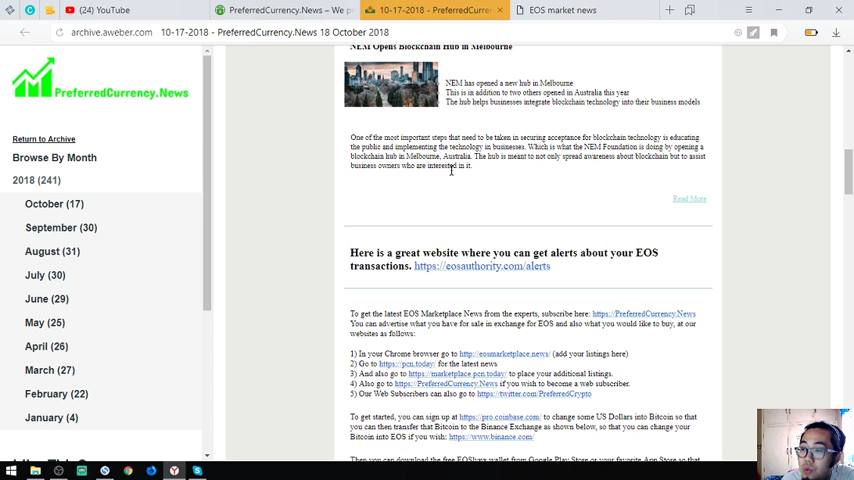 (24) YouTube
PreferredCurrency.News – We p
10-17-2018 - PreferredCurre
EOS market news
archive.aweber.com
10-17-2018 - PreferredCurrency.News 18 October 2018
PreferredCurrency.News
Return to Archive
Browse By Month
2018 (241)
October (17)
September (30)
August (31)
July (30)
June (29)
May (25)
April (26)
March (27)
February (22)
January (4)
NEM Opens Blockchain Hub in Melbourne
NEM has opened a new hub in Melbourne
This is in addition to two others opened in Australia this year
The hub helps businesses integrate blockchain technology into their business models
One of the most important steps that need to be taken in securing acceptance for blockchain technology is educating
the public and implementing the technology in businesses. Which is what the NEM Foundation is doing by opening a
blockchain hub in Melbourne, Australia. The hub is meant to not only spread awareness about blockchain but to assist
business owners who are interested in it.
Read More
Here is a great website where you can get alerts about your EOS
transactions. https://eosauthority.com/alerts
To get the latest EOS Marketplace News from the experts, subscribe here: https://PreferredCurrency.News
You can advertise what you have for sale in exchange for EOS and also what you would like to buy, at our
websites as follows:
1) In your Chrome browser go to http://eosmarketplace.news/ (add your listings here)
2) Go to https://pcn.today/ for the latest news
3) And also go to https://marketplace.pcn.today/ to place your additional listings.
4) Also go to https://PreferredCurrency.News if you wish to become a web subscriber.
5) Our Web Subscribers can also go to https://twitter.com/PreferredCrypto
To get started, you can sign up at https://pro.coinbase.com/ to change some US Dollars into Bitcoin so that
you can then transfer that Bitcoin to the Binance Exchange as shown below, so that you can change your
Bitcoin into EOS if you wish: https://www.binance.com/
Then you can download the free EOSlynx wallet from Google Play Store or your favorite App Store so that